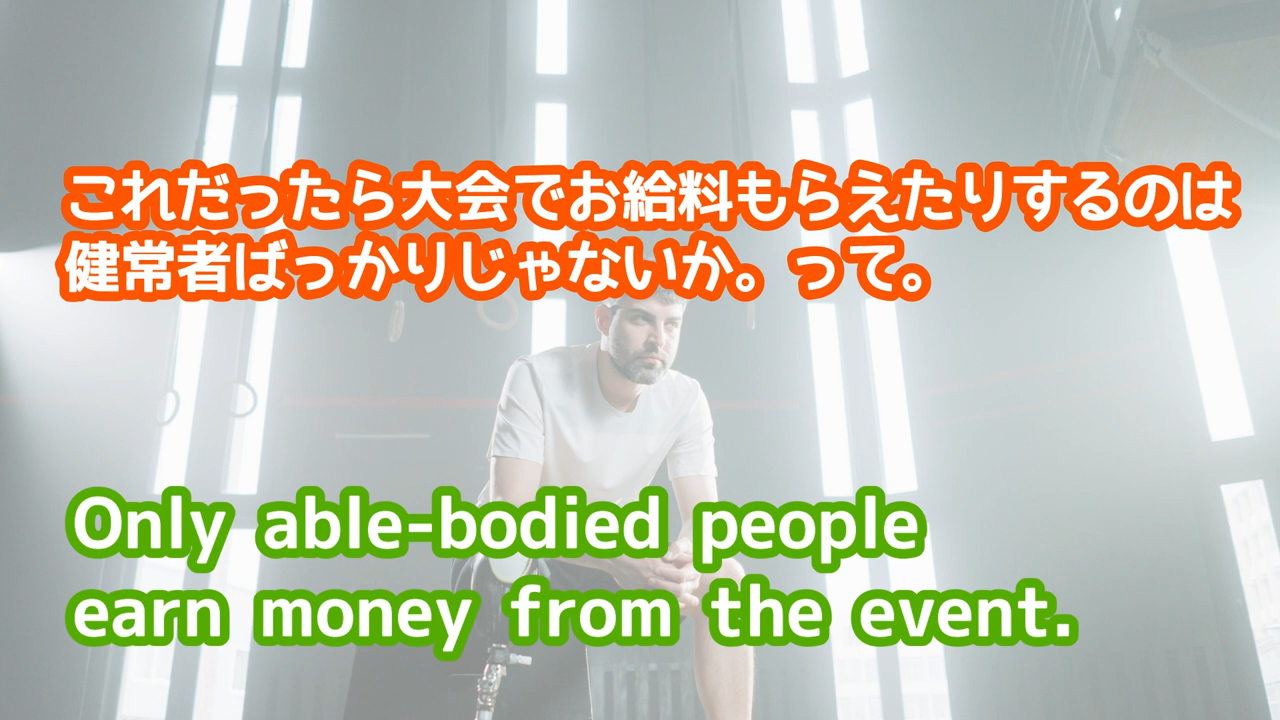 これだったら大会でお給料もらえたりするのは
健常者ばっかりじゃないか。って。
Only able-bodied people
earn money from the event.